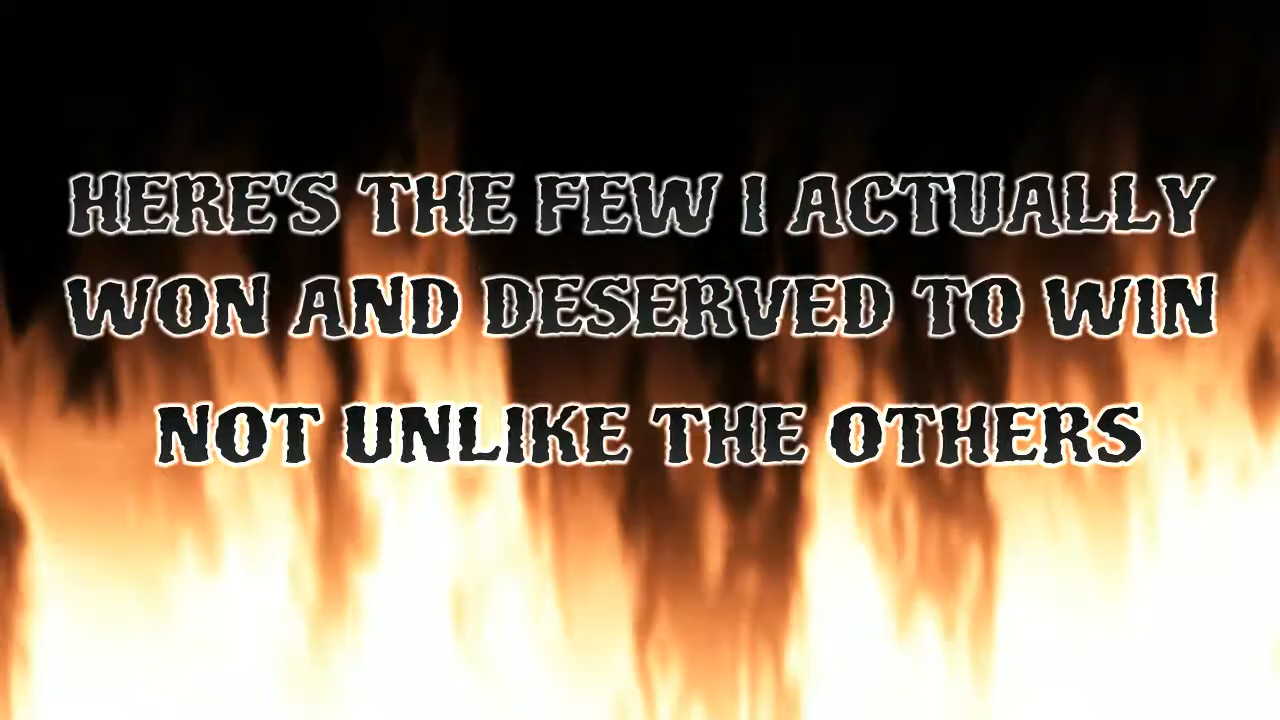 HERE'S THE FEW I ACTUALLY
WON AND DESERVED TO WIN
NOT UNLIKE THE OTHERS